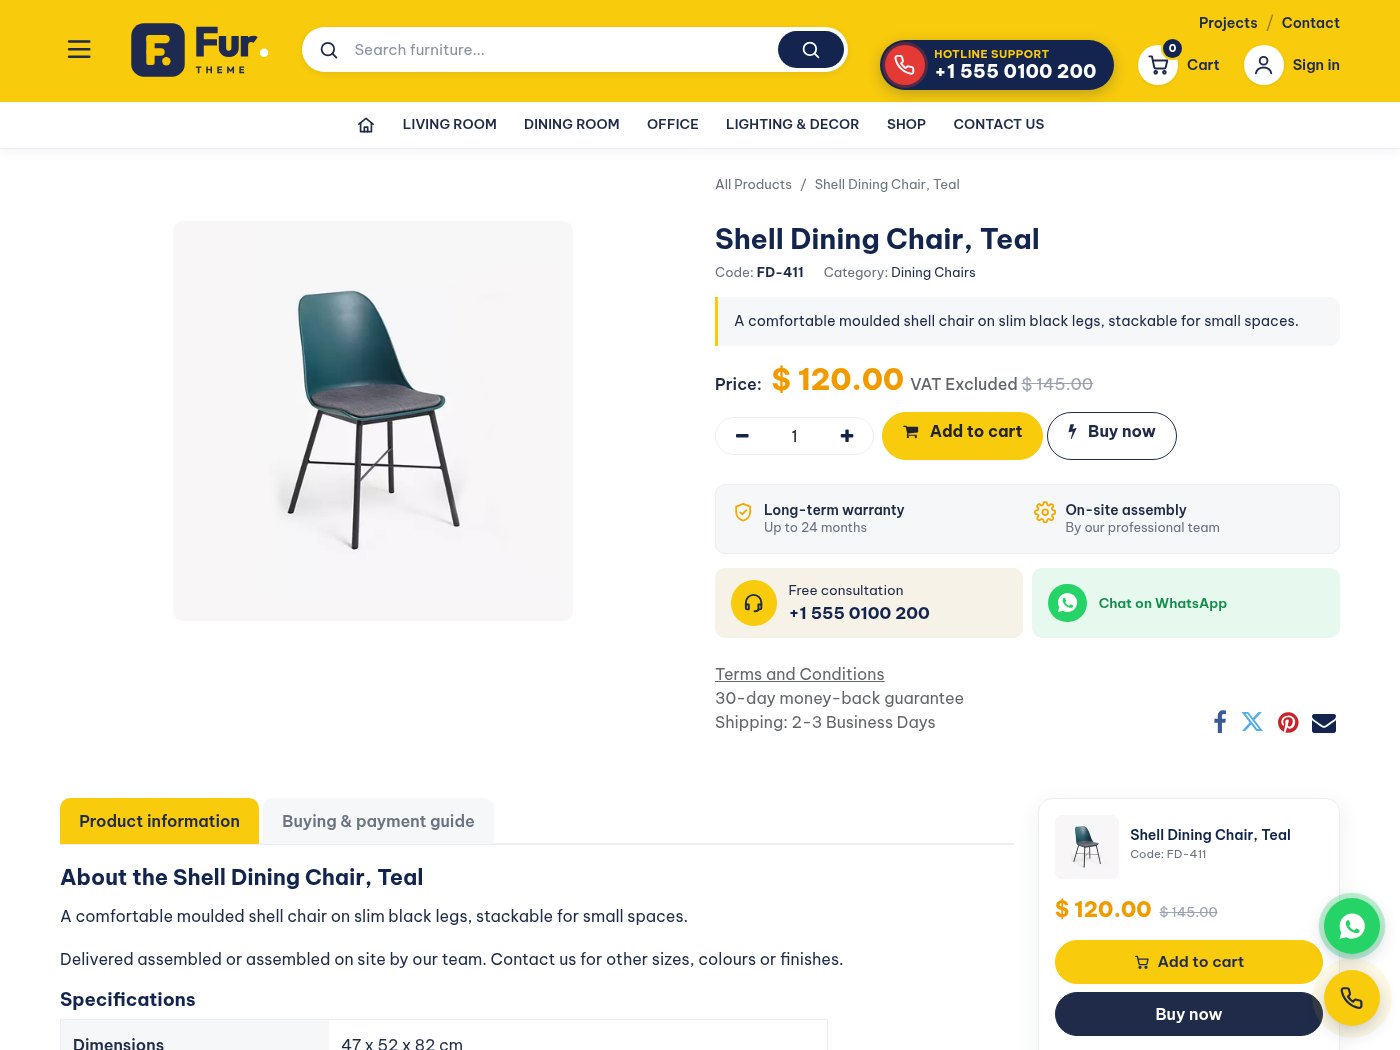 Projects / Contact
Fur.
THEME
Search furniture...
HOTLINE SUPPORT
+1 555 0100 200
0
Cart
Sign in
LIVING ROOM
DINING ROOM
OFFICE
LIGHTING & DECOR
SHOP
CONTACT US
All Products / Shell Dining Chair, Teal
Shell Dining Chair, Teal
Code: FD-411 Category: Dining Chairs
A comfortable moulded shell chair on slim black legs, stackable for small spaces.
Price: $ 120.00 VAT Excluded $ 145.00
1
Add to cart
Buy now
Long-term warranty
Up to 24 months
On-site assembly
By our professional team
Free consultation
+1 555 0100 200
Chat on WhatsApp
Terms and Conditions
30-day money-back guarantee
Shipping: 2-3 Business Days
Product information
Buying & payment guide
About the Shell Dining Chair, Teal
A comfortable moulded shell chair on slim black legs, stackable for small spaces.
Delivered assembled or assembled on site by our team. Contact us for other sizes, colours or finishes.
Specifications
Dimensions 47 x 52 x 82 cm
Shell Dining Chair, Teal
Code: FD-411
$ 120.00 $ 145.00
Add to cart
Buy now